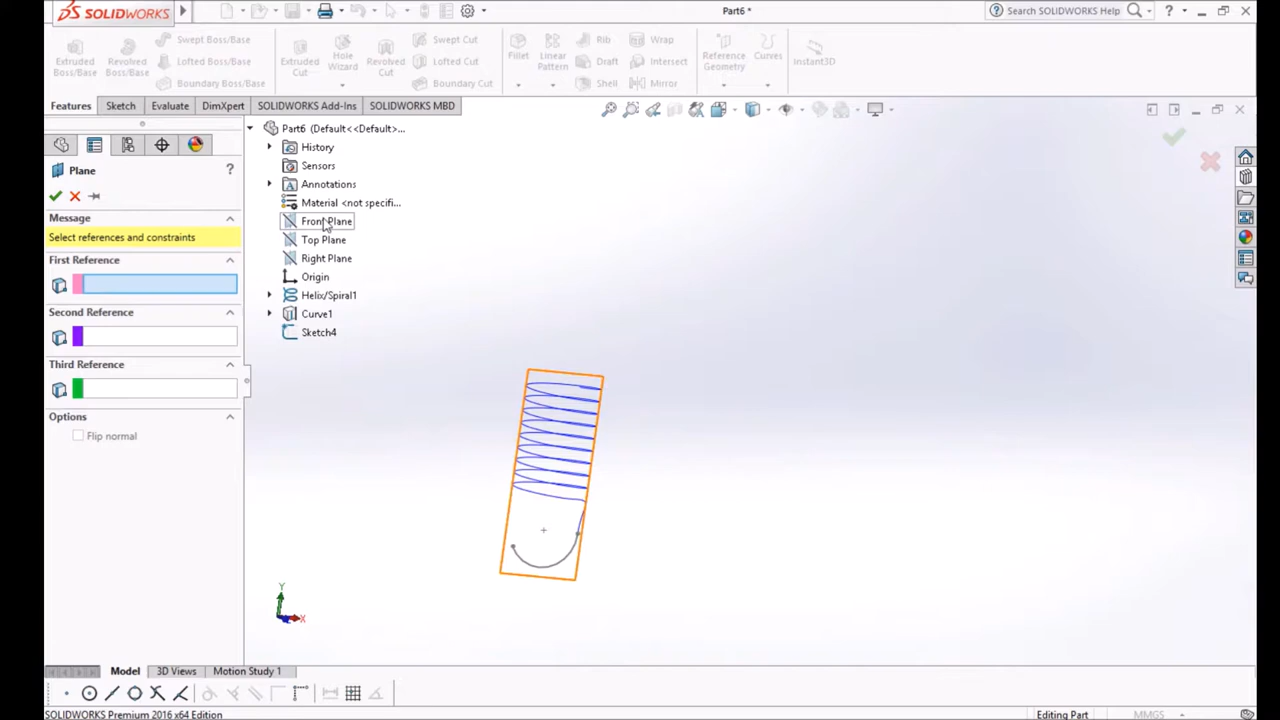 SOLIDWORKS
Part6 *
Search SOLIDWORKS
Extruded Boss/Base
Revolved Boss/Base
Swept Boss/Base
Lofted Boss/Base
Boundary Boss/Base
Extruded Cut
Hole Wizard
Revolved Cut
Swept Cut
Lofted Cut
Boundary Cut
Fillet
Linear Pattern
Rib
Draft
Shell
Wrap
Intersect
Mirror
Reference Geometry
Curves
Instant3D
Features
Sketch
Evaluate
DimXpert
SOLIDWORKS Add-Ins
SOLIDWORKS MBD
Plane
?
Message
Select references and constraints
First Reference
Second Reference
Third Reference
Options
Flip normal
Part6 (Default<<Default>...
History
Sensors
Annotations
Material <not specifi...
Front Plane
Top Plane
Right Plane
Origin
Helix/Spiral1
Curve1
Sketch4
Y
X
Model
3D Views
Motion Study 1
SOLIDWORKS Premium 2016 x64 Edition
Editing Part
MMGS